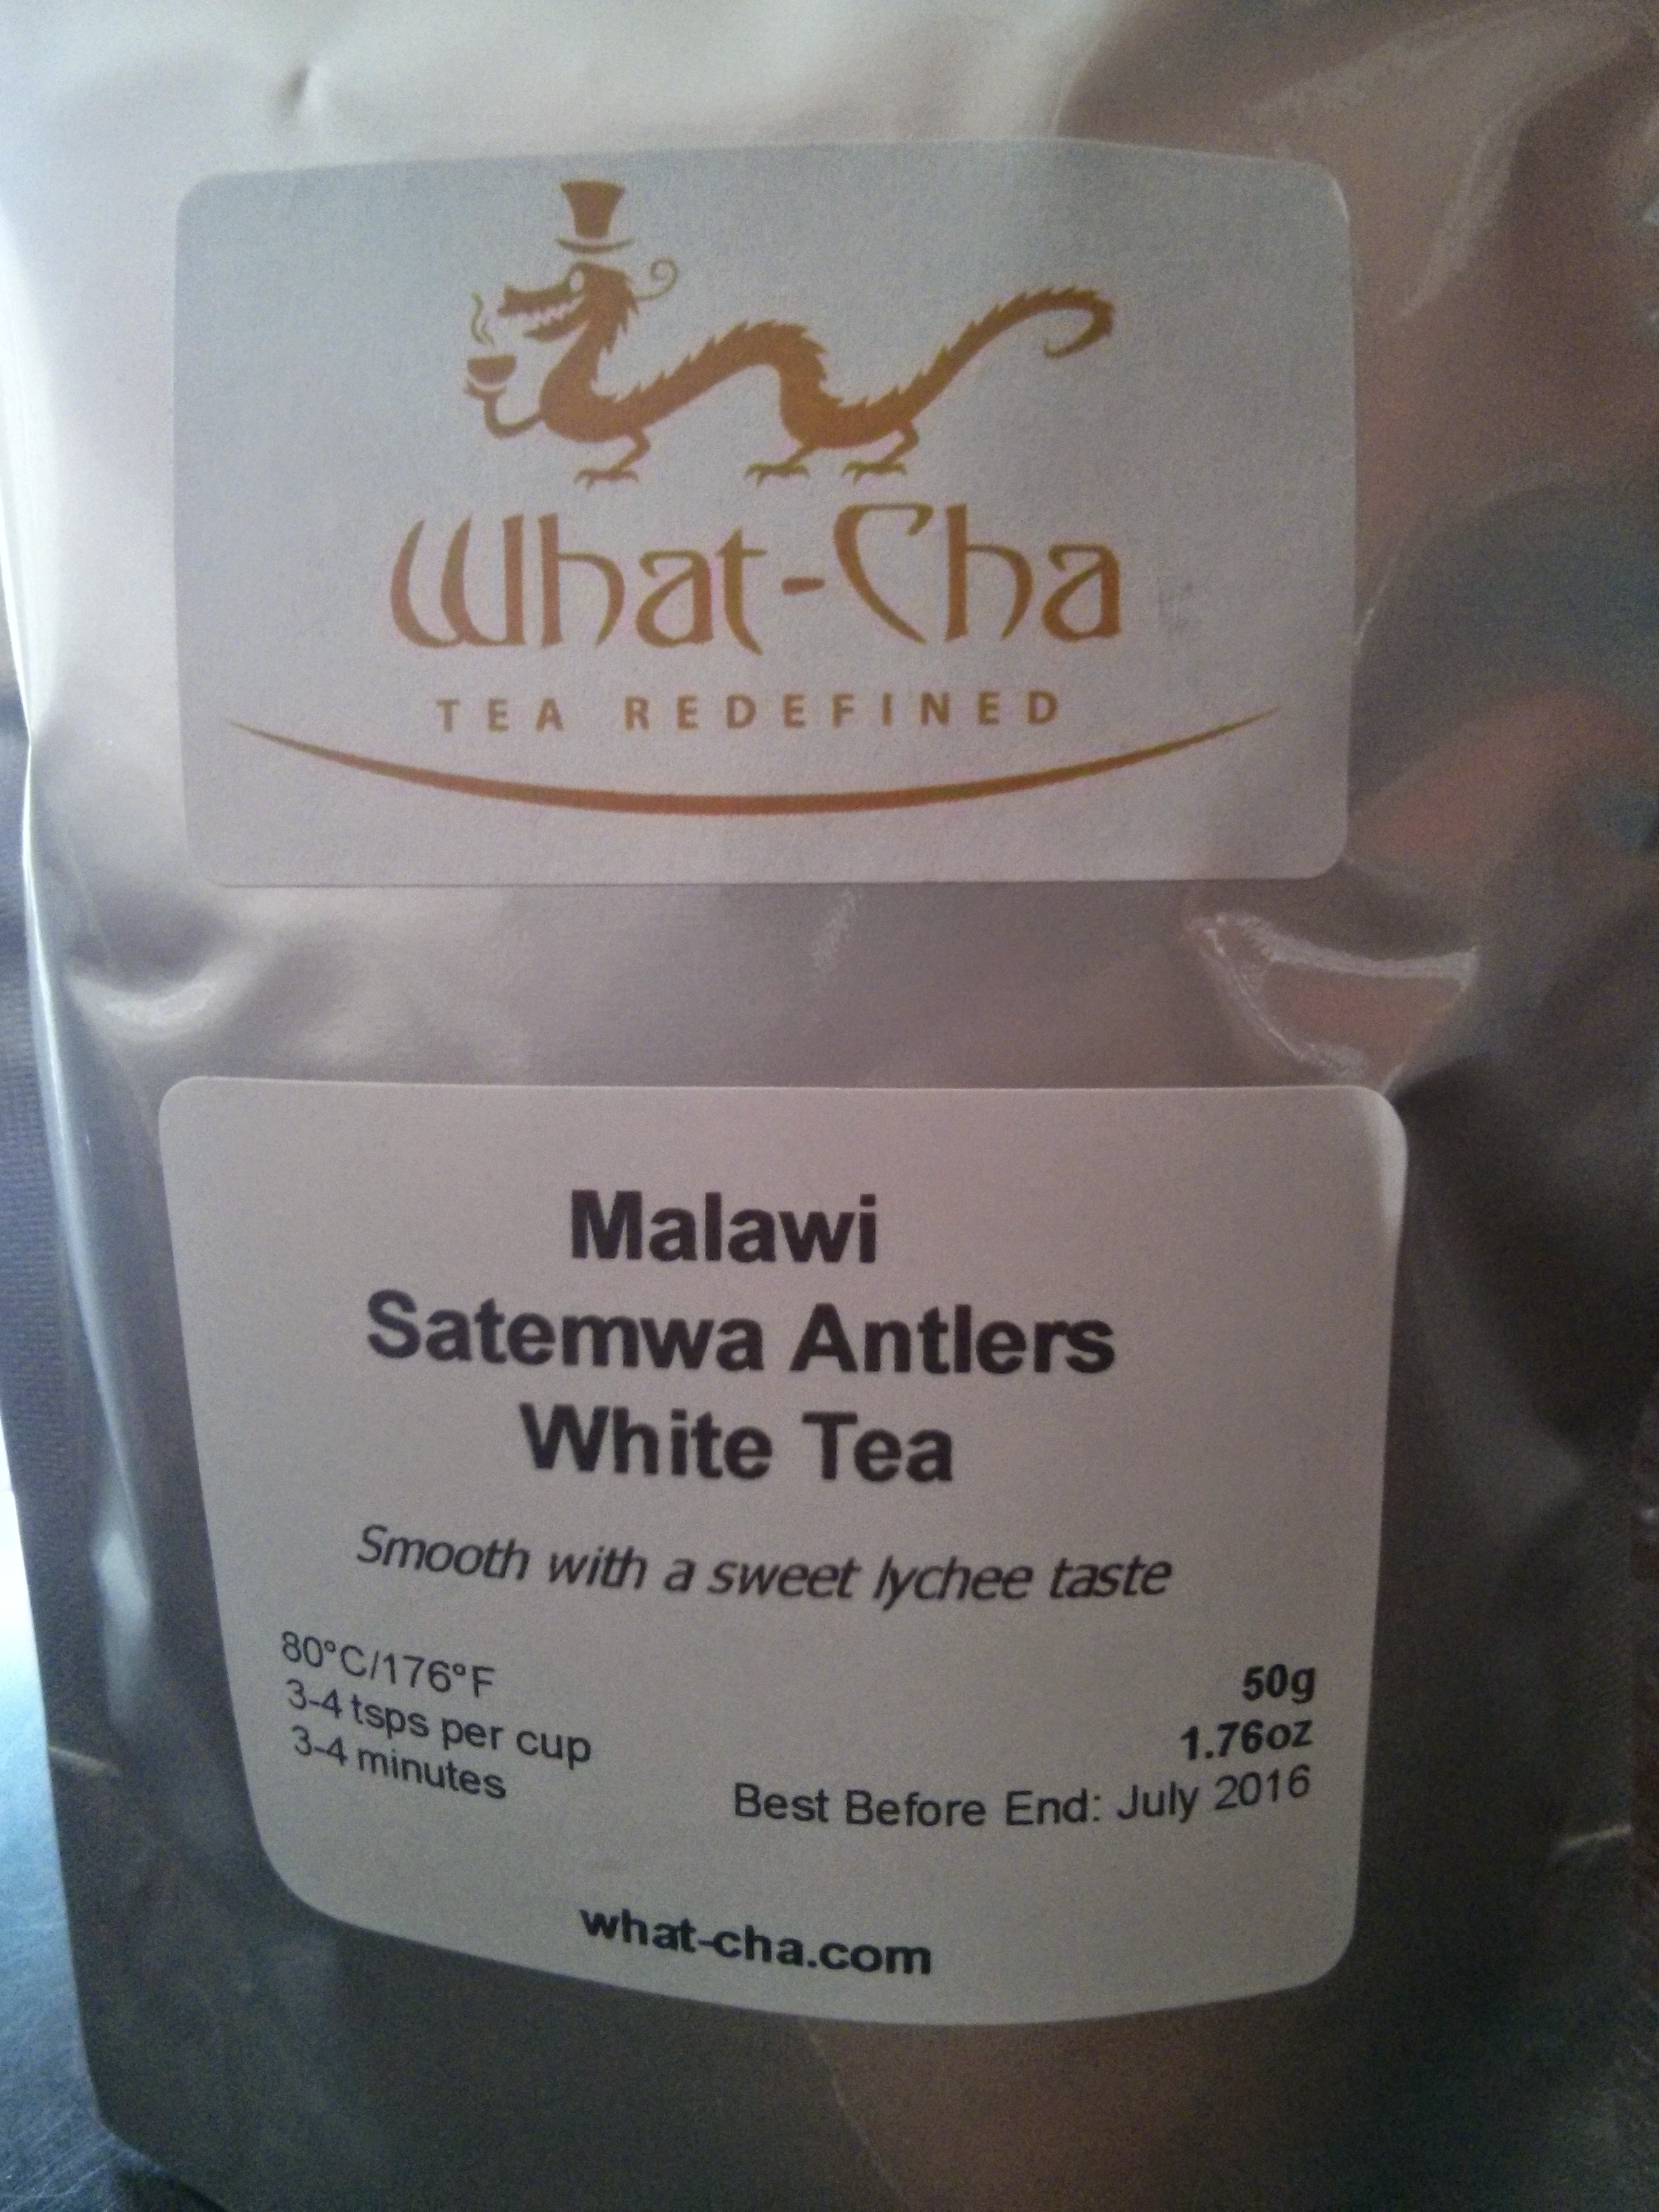 What-Cha
TEA REDEFINED
Malawi
Satemwa Antlers
White Tea
Smooth with a sweet lychee taste
80°C/176°F
3-4 tsps per cup
3-4 minutes
50g
1.76oz
Best Before End: July 2016
what-cha.com